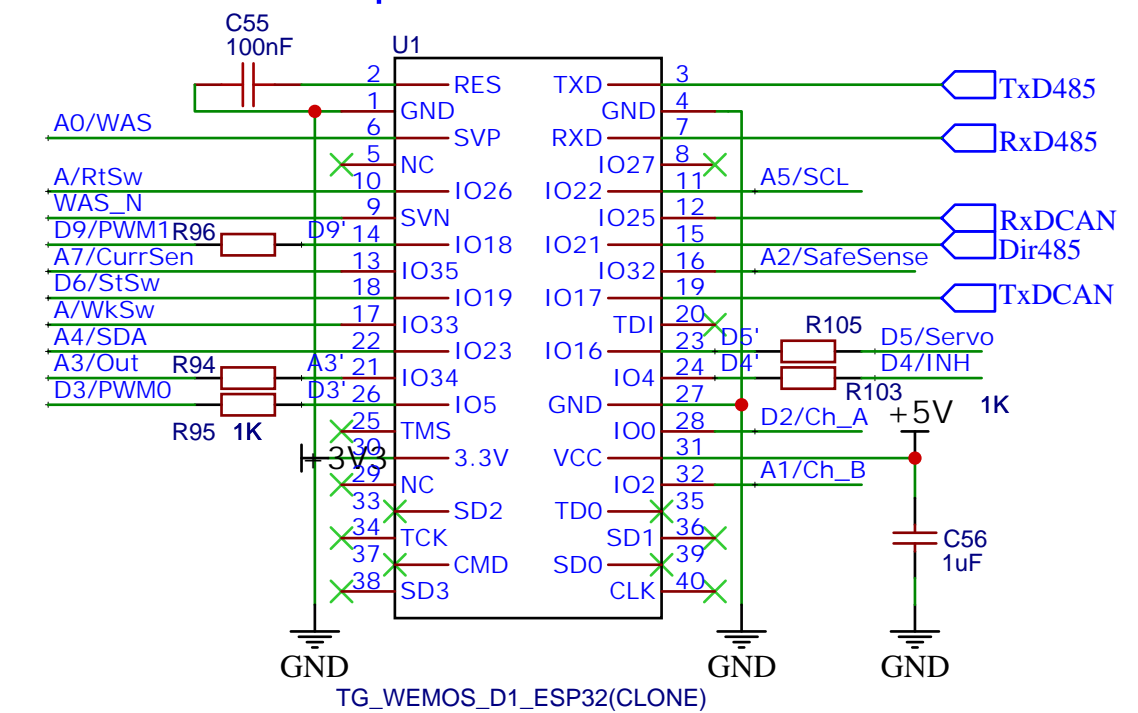 C55
100nF
U1
2 RES TXD 3 TxD485
1 GND GND 4
A0/WAS 6 SVP RXD 7 RxD485
5 NC IO27 8
A/RtSw 10 IO26 IO22 11 A5/SCL
WAS_N 9 SVN IO25 12 RxDCAN
D9/PWM1 R96 D9' 14 IO18 IO21 15 Dir485
A7/CurrSen 13 IO35 IO32 16 A2/SafeSense
D6/StSw 18 IO19 IO17 19 TxDCAN
A/WkSw 17 IO33 TDI 20
A4/SDA 22 IO23 IO16 23 D5' R105 D5/Servo
A3/Out R94 A3' 21 IO34 IO4 24 D4' D4/INH
D3/PWM0 D3' 26 IO5 GND 27 R103 1K
R95 1K 25 TMS IO0 28 D2/Ch_A +5V
+3V3 30 3.3V VCC 31
29 NC IO2 32 A1/Ch_B
33 SD2 TD0 35
34 TCK SD1 36 C56
37 CMD SD0 39 1uF
38 SD3 CLK 40
GND GND GND
TG_WEMOS_D1_ESP32(CLONE)